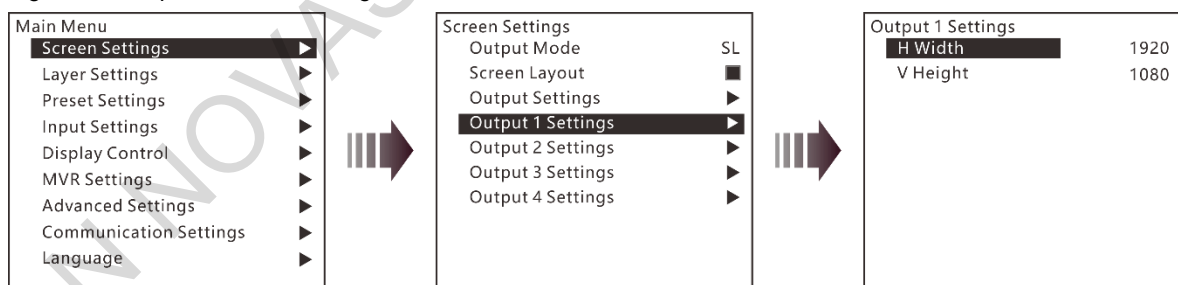 Main Menu
Screen Settings
Layer Settings
Preset Settings
Input Settings
Display Control
MVR Settings
Advanced Settings
Communication Settings
Language
Screen Settings
Output Mode SL
Screen Layout
Output Settings
Output 1 Settings
Output 2 Settings
Output 3 Settings
Output 4 Settings
Output 1 Settings
H Width 1920
V Height 1080